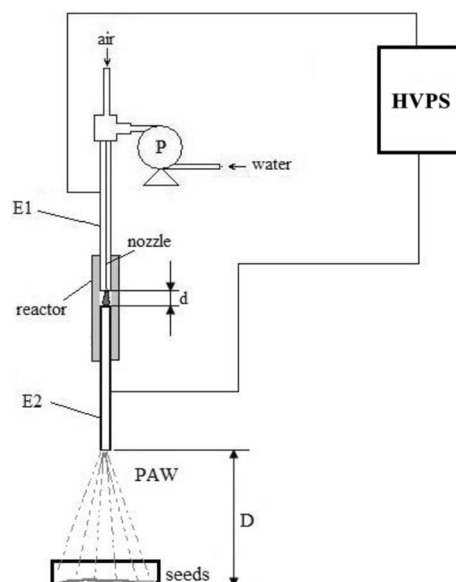 air
HVPS
P
water
E1
nozzle
d
reactor
E2
PAW
D
seeds